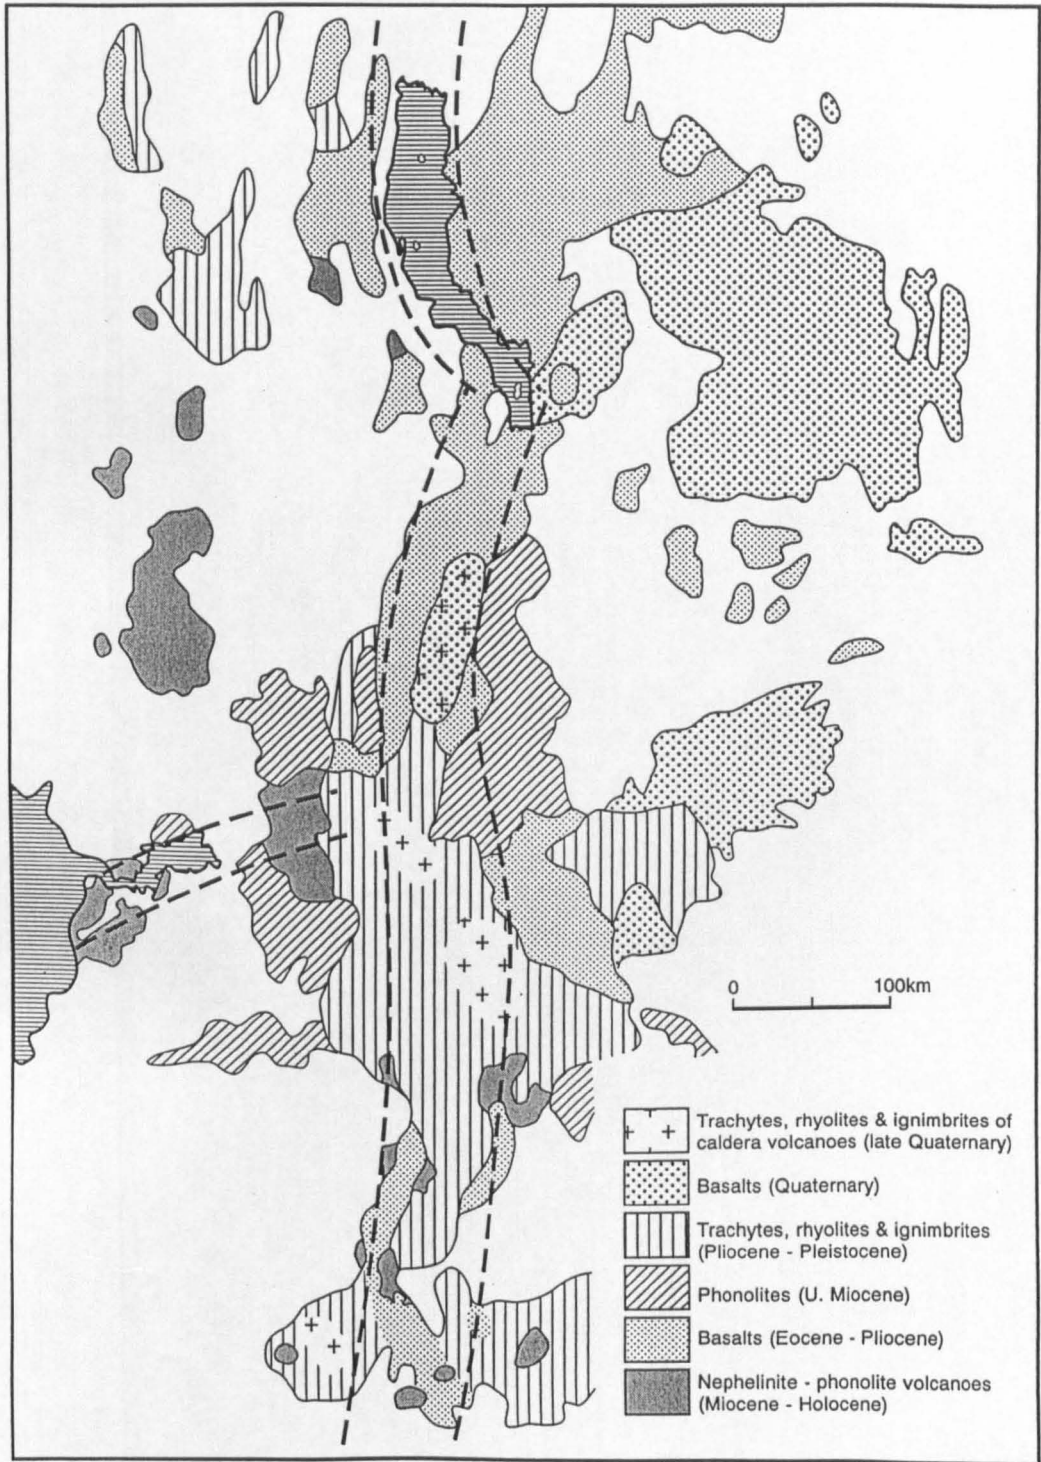 0 100km
Trachytes, rhyolites & ignimbrites of
caldera volcanoes (late Quaternary)
Basalts (Quaternary)
Trachytes, rhyolites & ignimbrites
(Pliocene - Pleistocene)
Phonolites (U. Miocene)
Basalts (Eocene - Pliocene)
Nephelinite - phonolite volcanoes
(Miocene - Holocene)